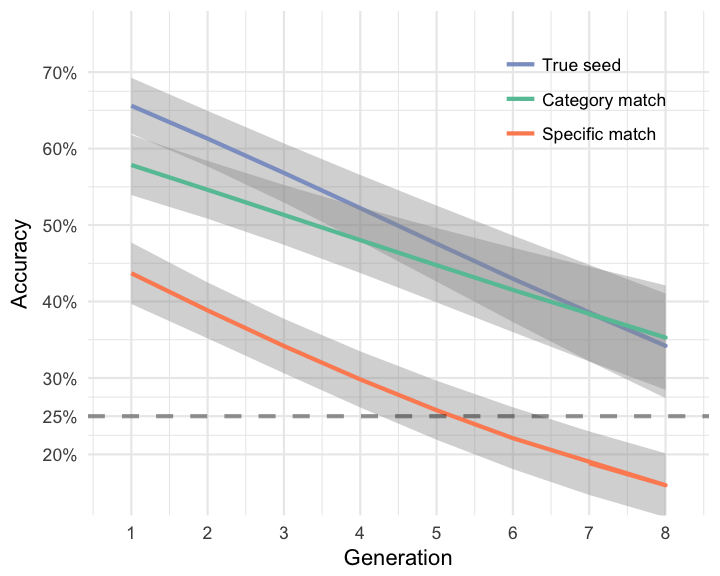 70%
60%
50%
40%
30%
25%
20%
Accuracy
True seed
Category match
Specific match
1 2 3 4 5 6 7 8
Generation